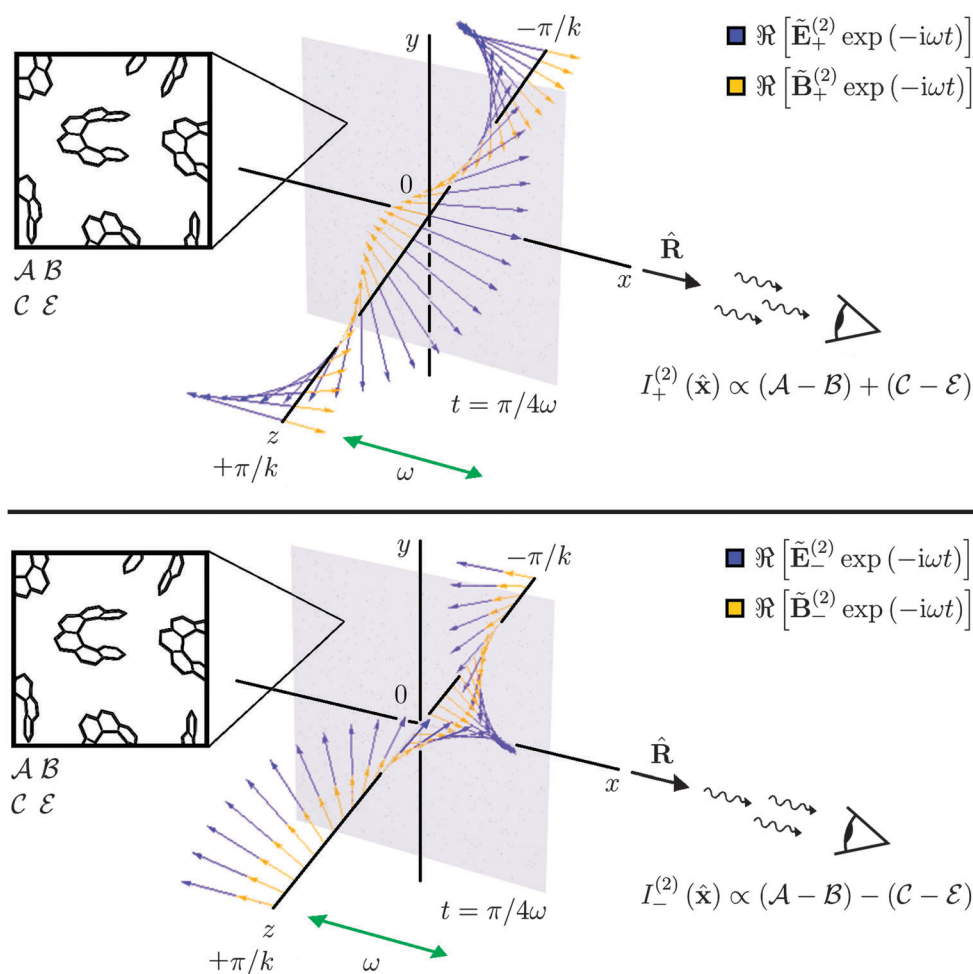 y
−π/k
ℜ [Ẽ₊⁽²⁾ exp (−iωt)]
ℜ [B̃₊⁽²⁾ exp (−iωt)]
0
R̂
x
𝒜 ℬ
𝒞 ℰ
I₊⁽²⁾ (x̂) ∝ (𝒜 − ℬ) + (𝒞 − ℰ)
t = π/4ω
z
+π/k
ω
y
−π/k
ℜ [Ẽ₋⁽²⁾ exp (−iωt)]
ℜ [B̃₋⁽²⁾ exp (−iωt)]
0
R̂
x
𝒜 ℬ
𝒞 ℰ
I₋⁽²⁾ (x̂) ∝ (𝒜 − ℬ) − (𝒞 − ℰ)
t = π/4ω
z
+π/k
ω